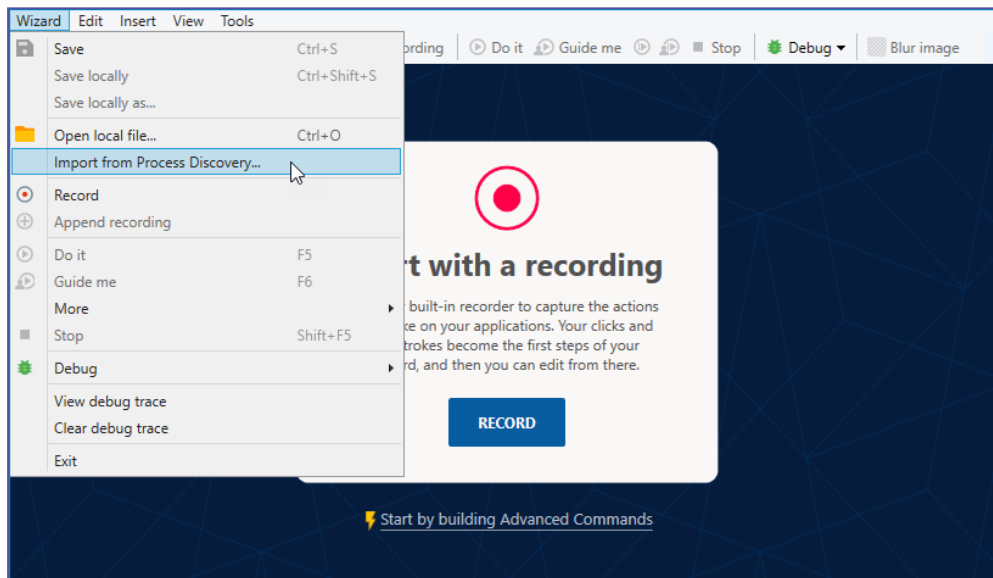 Wizard Edit Insert View Tools
ording Do it Guide me Stop Debug Blur image
Save Ctrl+S
Save locally Ctrl+Shift+S
Save locally as...
Open local file... Ctrl+O
Import from Process Discovery...
Record
Append recording
Do it F5
Guide me F6
More
Stop Shift+F5
Debug
View debug trace
Clear debug trace
Exit
t with a recording
built-in recorder to capture the actions
ke on your applications. Your clicks and
trokes become the first steps of your
rd, and then you can edit from there.
RECORD
Start by building Advanced Commands